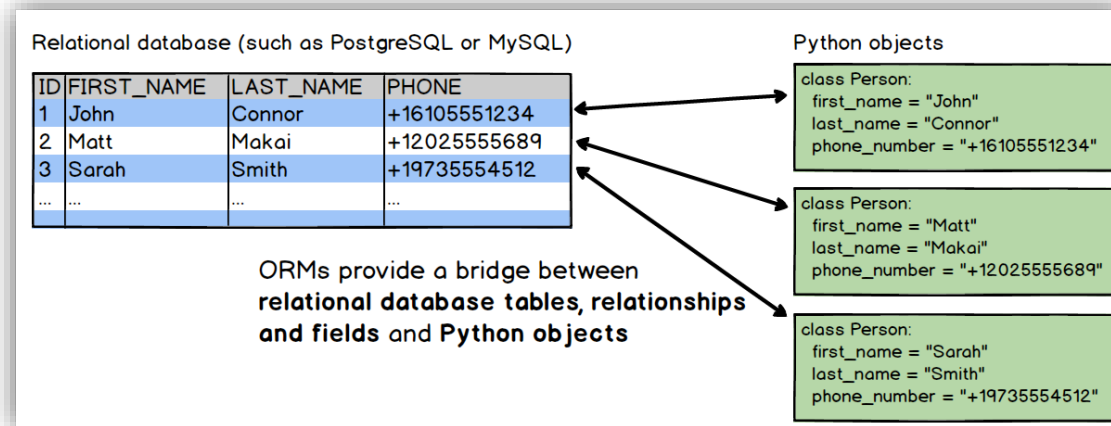 Relational database (such as PostgreSQL or MySQL)
ID FIRST_NAME LAST_NAME PHONE
1 John Connor +16105551234
2 Matt Makai +12025555689
3 Sarah Smith +19735554512
... ... ... ...
ORMs provide a bridge between
relational database tables, relationships
and fields and Python objects
Python objects
class Person:
first_name = "John"
last_name = "Connor"
phone_number = "+16105551234"
class Person:
first_name = "Matt"
last_name = "Makai"
phone_number = "+12025555689"
class Person:
first_name = "Sarah"
last_name = "Smith"
phone_number = "+19735554512"